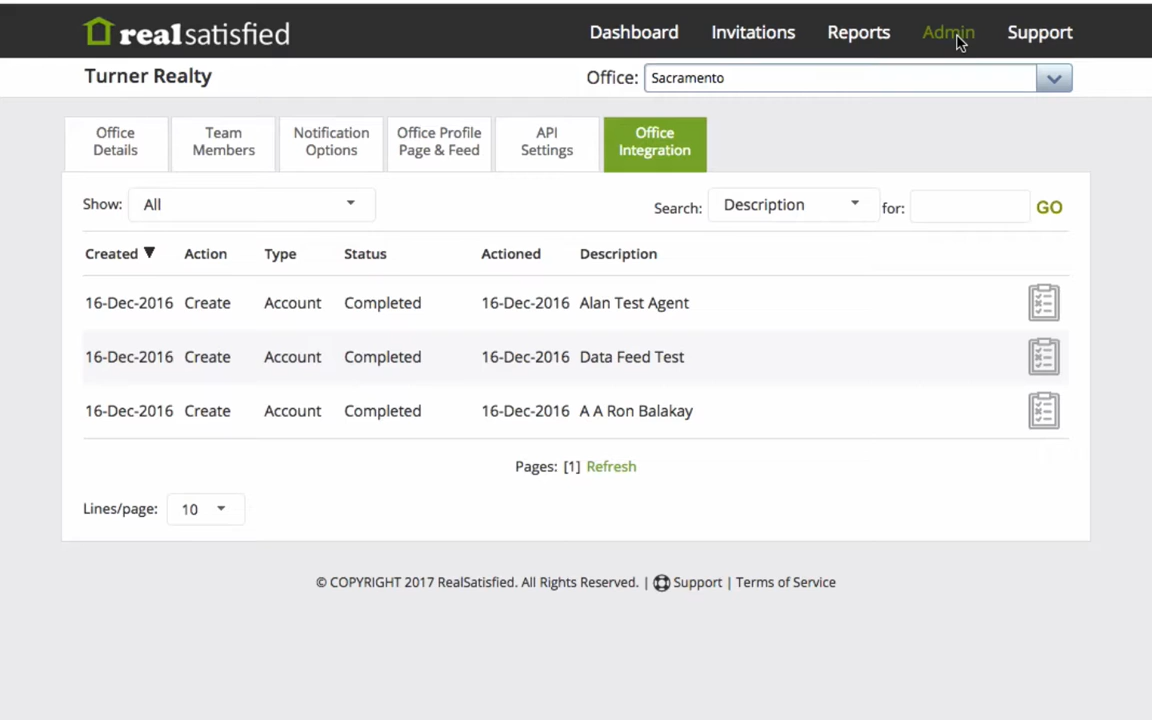 realsatisfied Dashboard Invitations Reports Admin Support
Turner Realty Office: Sacramento
Office Details Team Members Notification Options Office Profile Page & Feed API Settings Office Integration
Show: All Search: Description for: GO
Created ▼ Action Type Status Actioned Description
16-Dec-2016 Create Account Completed 16-Dec-2016 Alan Test Agent
16-Dec-2016 Create Account Completed 16-Dec-2016 Data Feed Test
16-Dec-2016 Create Account Completed 16-Dec-2016 A A Ron Balakay
Pages: [1] Refresh
Lines/page: 10
© COPYRIGHT 2017 RealSatisfied. All Rights Reserved. | Support | Terms of Service